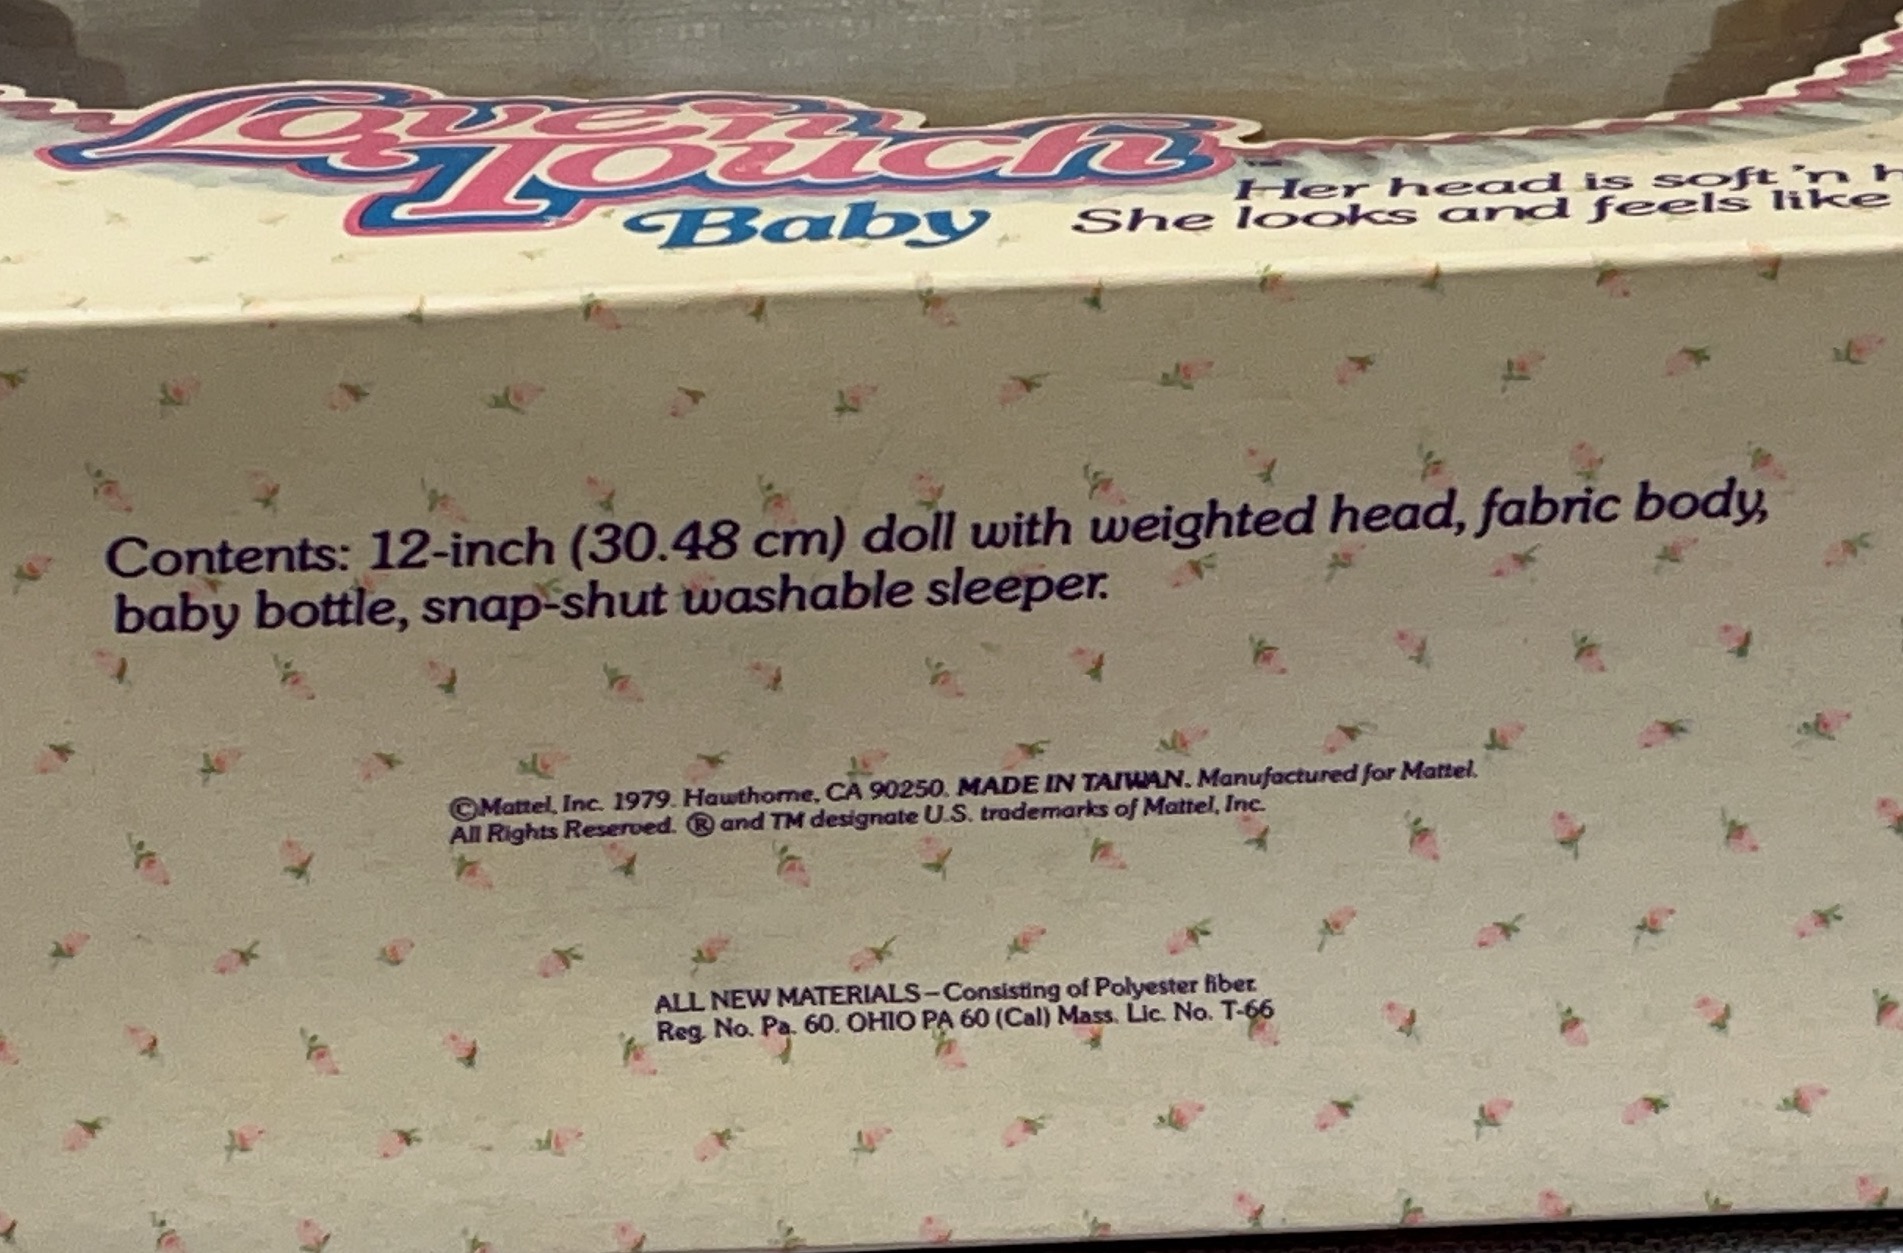 Love 'n
Touch™
Baby
Her head is soft 'n
She looks and feels like
Contents: 12-inch (30.48 cm) doll with weighted head, fabric body,
baby bottle, snap-shut washable sleeper.
©Mattel, Inc. 1979. Hawthorne, CA 90250. MADE IN TAIWAN. Manufactured for Mattel.
All Rights Reserved. ® and TM designate U.S. trademarks of Mattel, Inc.
ALL NEW MATERIALS – Consisting of Polyester fiber.
Reg. No. Pa. 60. OHIO PA 60 (Cal) Mass. Lic. No. T-66